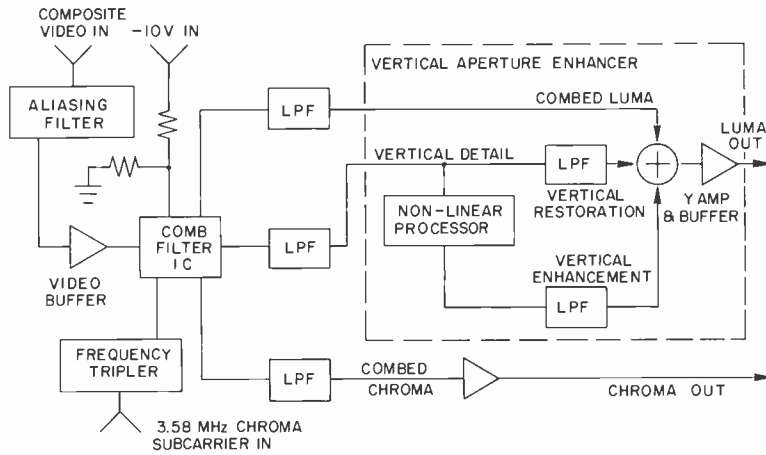 COMPOSITE
VIDEO IN
-10V IN
ALIASING
FILTER
LPF
VERTICAL APERTURE ENHANCER
COMBED LUMA
LUMA
OUT
VERTICAL DETAIL
LPF
VERTICAL
RESTORATION
Y AMP
& BUFFER
NON-LINEAR
PROCESSOR
COMB
FILTER
IC
LPF
VIDEO
BUFFER
VERTICAL
ENHANCEMENT
LPF
FREQUENCY
TRIPLER
LPF
COMBED
CHROMA
CHROMA OUT
3.58 MHz CHROMA
SUBCARRIER IN